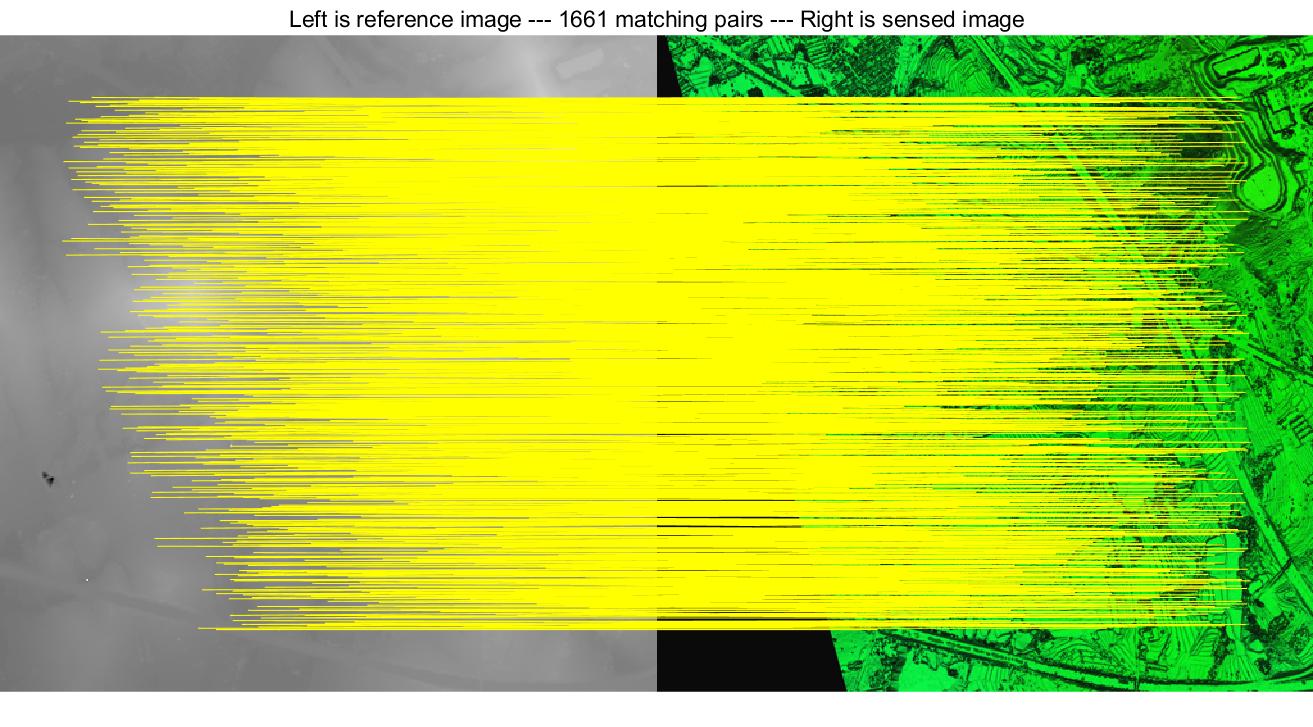 Left is reference image --- 1661 matching pairs --- Right is sensed image